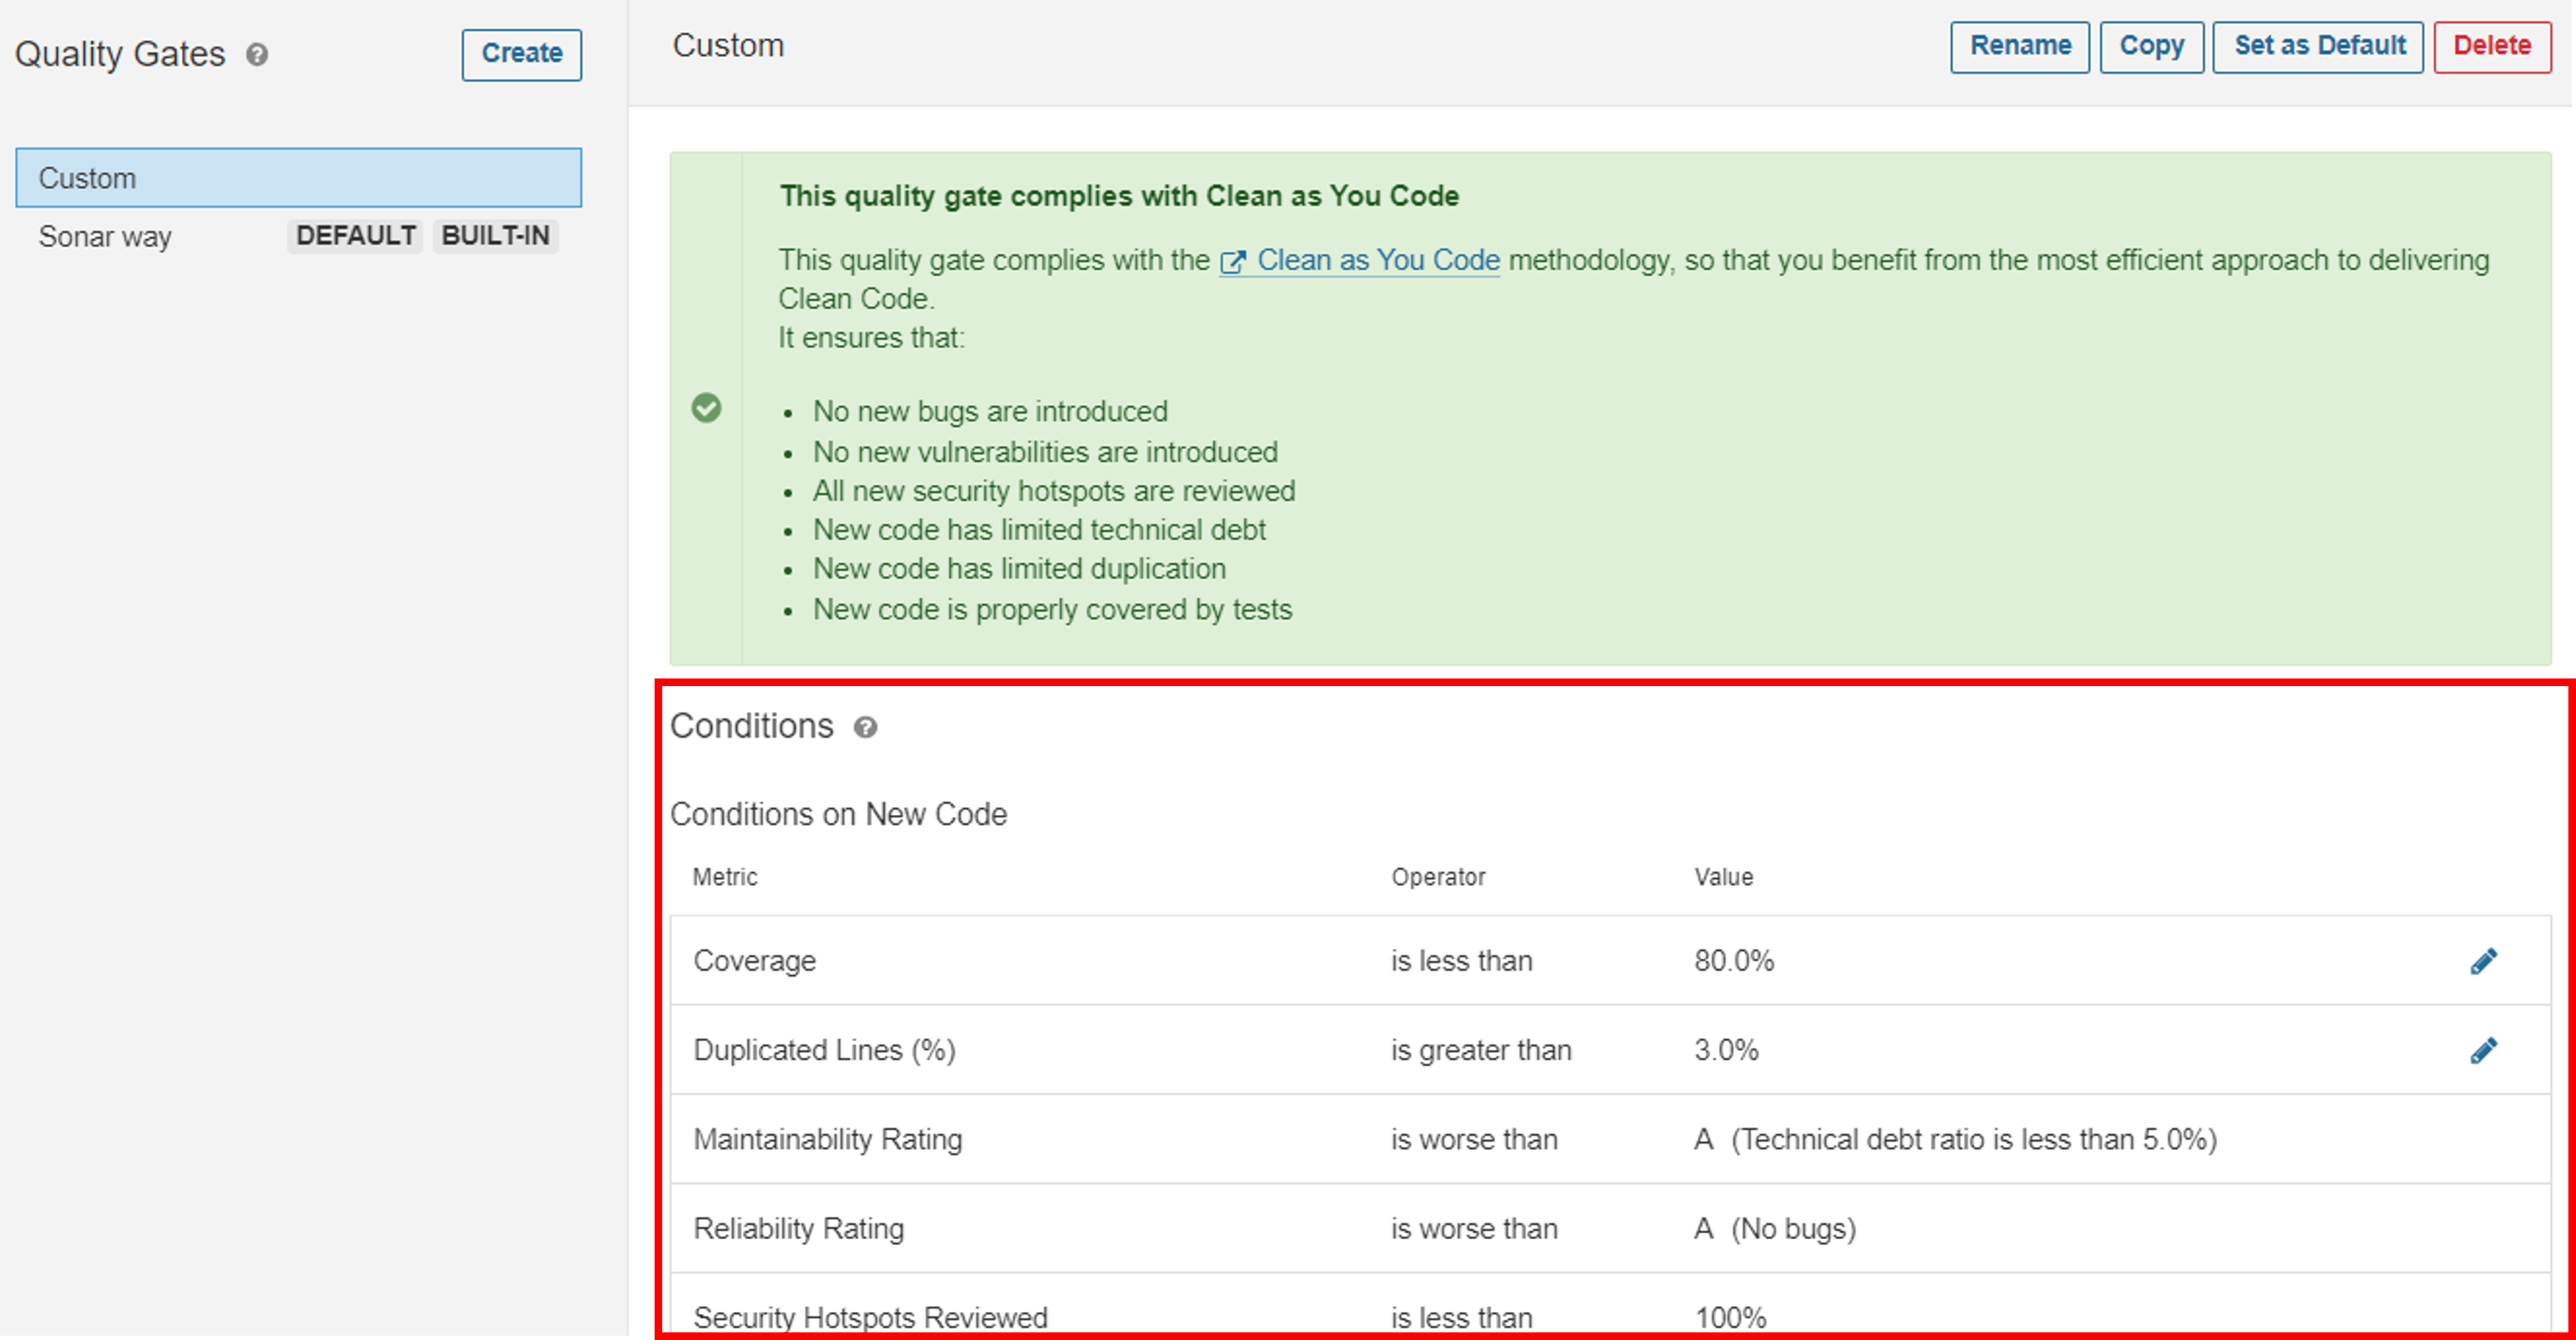 Quality Gates
Create
Custom
Sonar way DEFAULT BUILT-IN
Custom
Rename Copy Set as Default Delete
This quality gate complies with Clean as You Code
This quality gate complies with the Clean as You Code methodology, so that you benefit from the most efficient approach to delivering
Clean Code.
It ensures that:
• No new bugs are introduced
• No new vulnerabilities are introduced
• All new security hotspots are reviewed
• New code has limited technical debt
• New code has limited duplication
• New code is properly covered by tests
Conditions
Conditions on New Code
Metric Operator Value
Coverage is less than 80.0%
Duplicated Lines (%) is greater than 3.0%
Maintainability Rating is worse than A (Technical debt ratio is less than 5.0%)
Reliability Rating is worse than A (No bugs)
Security Hotspots Reviewed is less than 100%